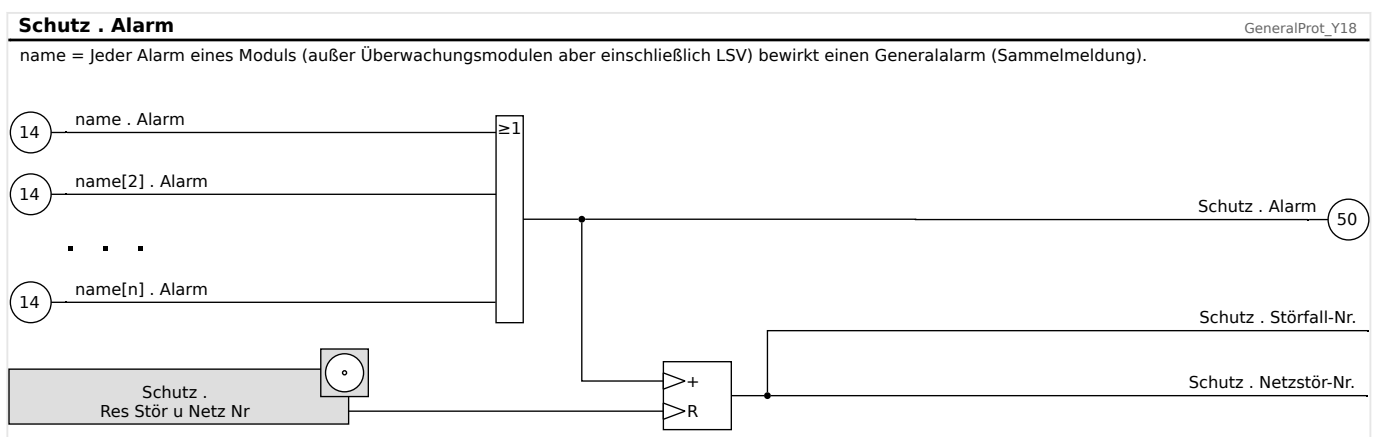 Schutz . Alarm
GeneralProt_Y18
name = Jeder Alarm eines Moduls (außer Überwachungsmodulen aber einschließlich LSV) bewirkt einen Generalalarm (Sammelmeldung).
14
name . Alarm
≥1
14
name[2] . Alarm
Schutz . Alarm
50
. . .
14
name[n] . Alarm
Schutz . Störfall-Nr.
Schutz .
Res Stör u Netz Nr
+
R
Schutz . Netzstör-Nr.